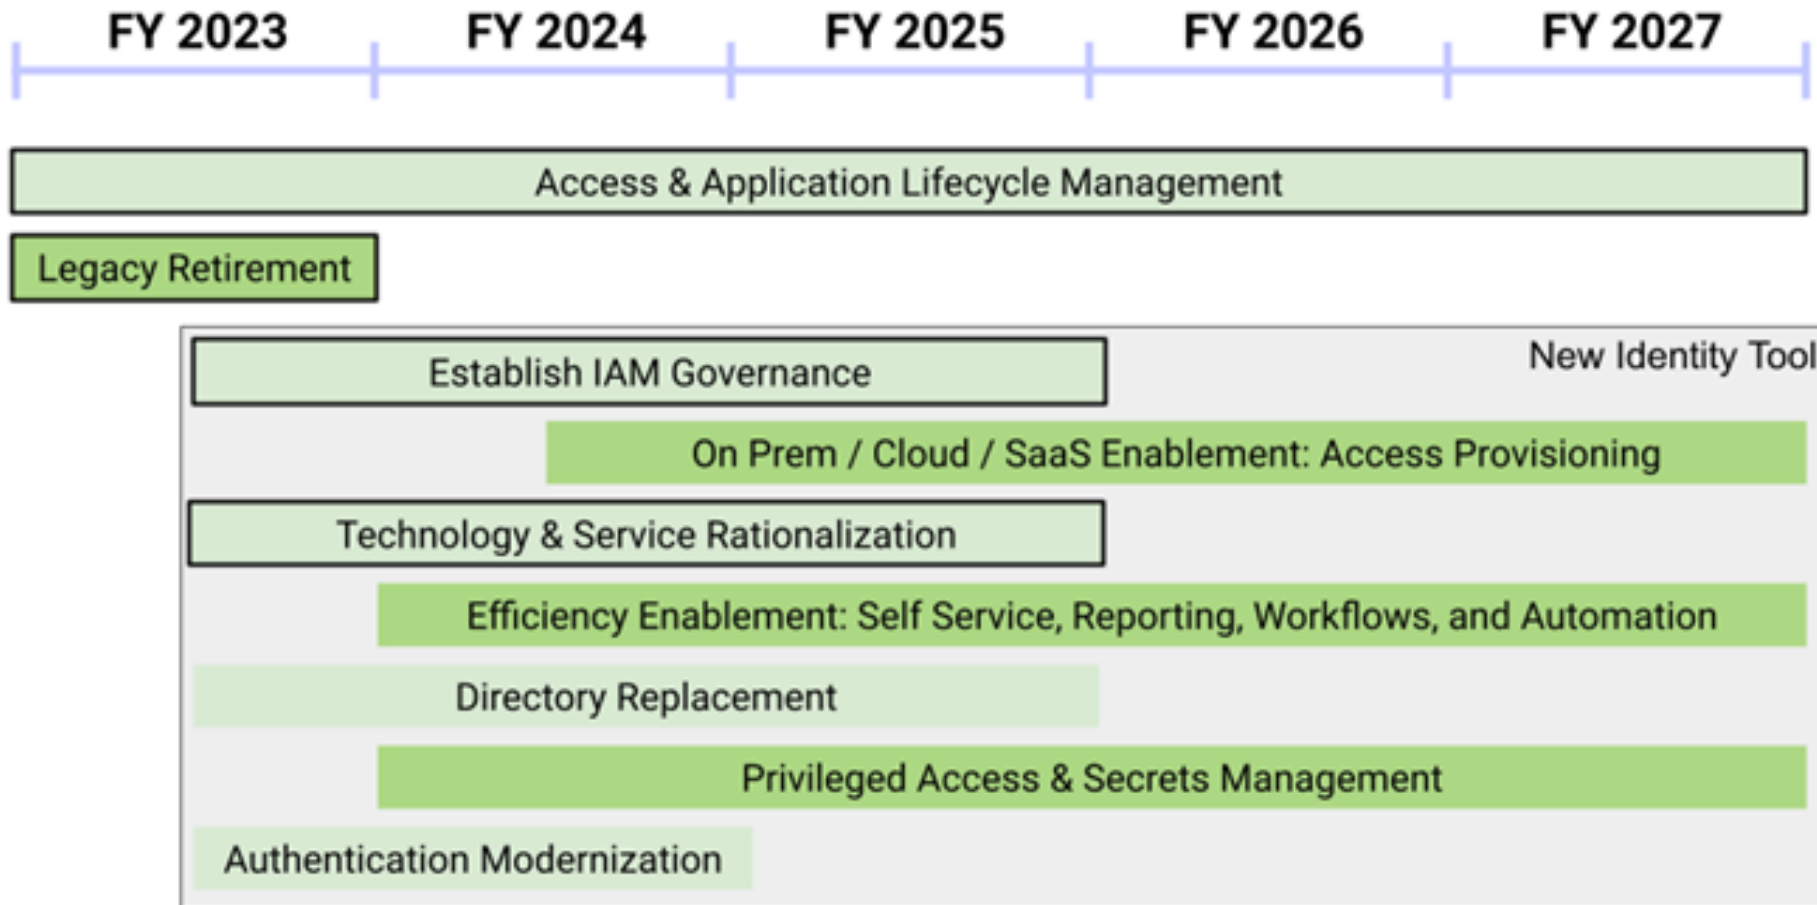 FY 2023 FY 2024 FY 2025 FY 2026 FY 2027
Access & Application Lifecycle Management
Legacy Retirement
New Identity Tool
Establish IAM Governance
On Prem / Cloud / SaaS Enablement: Access Provisioning
Technology & Service Rationalization
Efficiency Enablement: Self Service, Reporting, Workflows, and Automation
Directory Replacement
Privileged Access & Secrets Management
Authentication Modernization